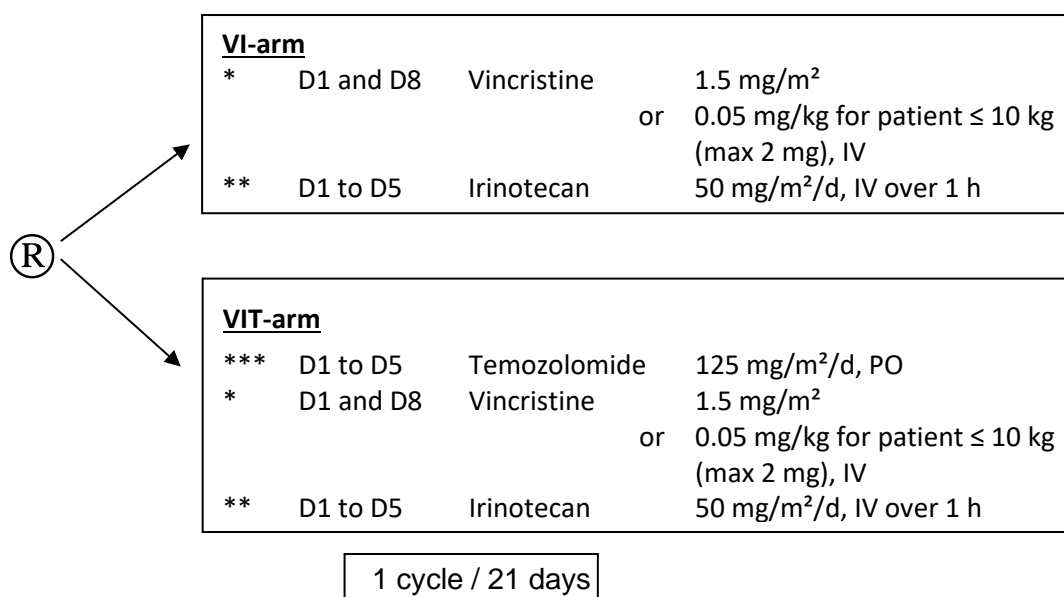 VI-arm
* D1 and D8 Vincristine 1.5 mg/m²
or 0.05 mg/kg for patient ≤ 10 kg
(max 2 mg), IV
** D1 to D5 Irinotecan 50 mg/m²/d, IV over 1 h
Ⓡ
VIT-arm
*** D1 to D5 Temozolomide 125 mg/m²/d, PO
* D1 and D8 Vincristine 1.5 mg/m²
or 0.05 mg/kg for patient ≤ 10 kg
(max 2 mg), IV
** D1 to D5 Irinotecan 50 mg/m²/d, IV over 1 h
1 cycle / 21 days